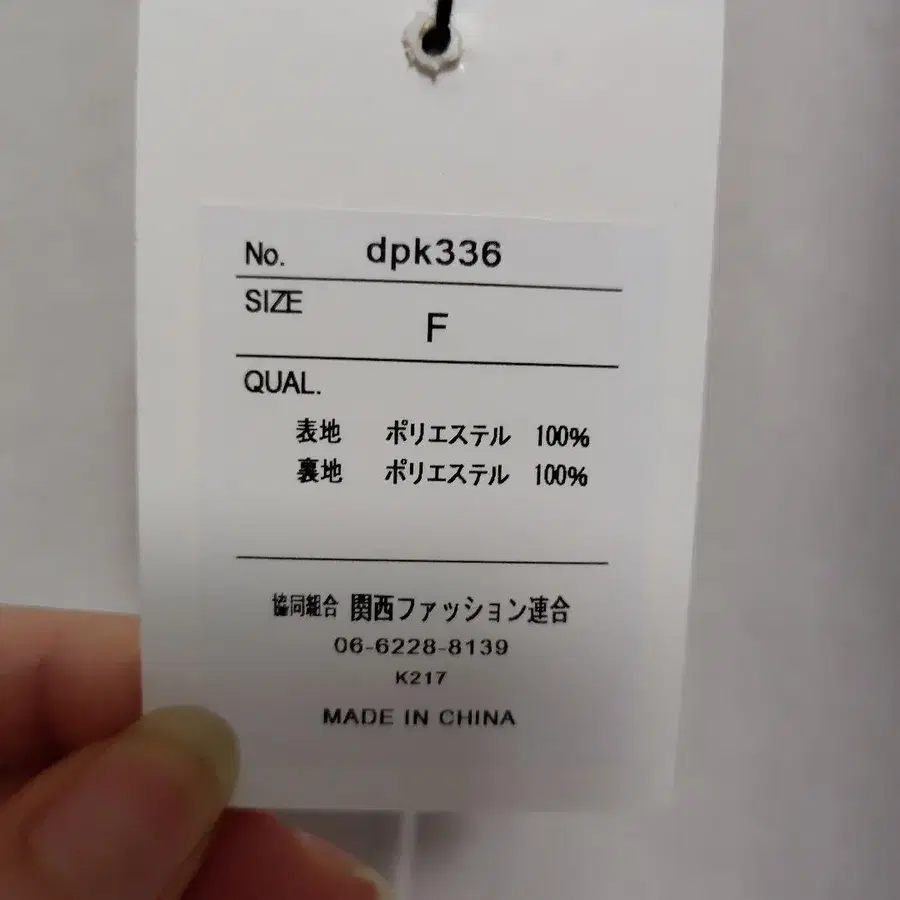 No. dpk336
SIZE
F
QUAL.
表地 ポリエステル 100%
裏地 ポリエステル 100%
協同組合 関西ファッション連合
06-6228-8139
K217
MADE IN CHINA